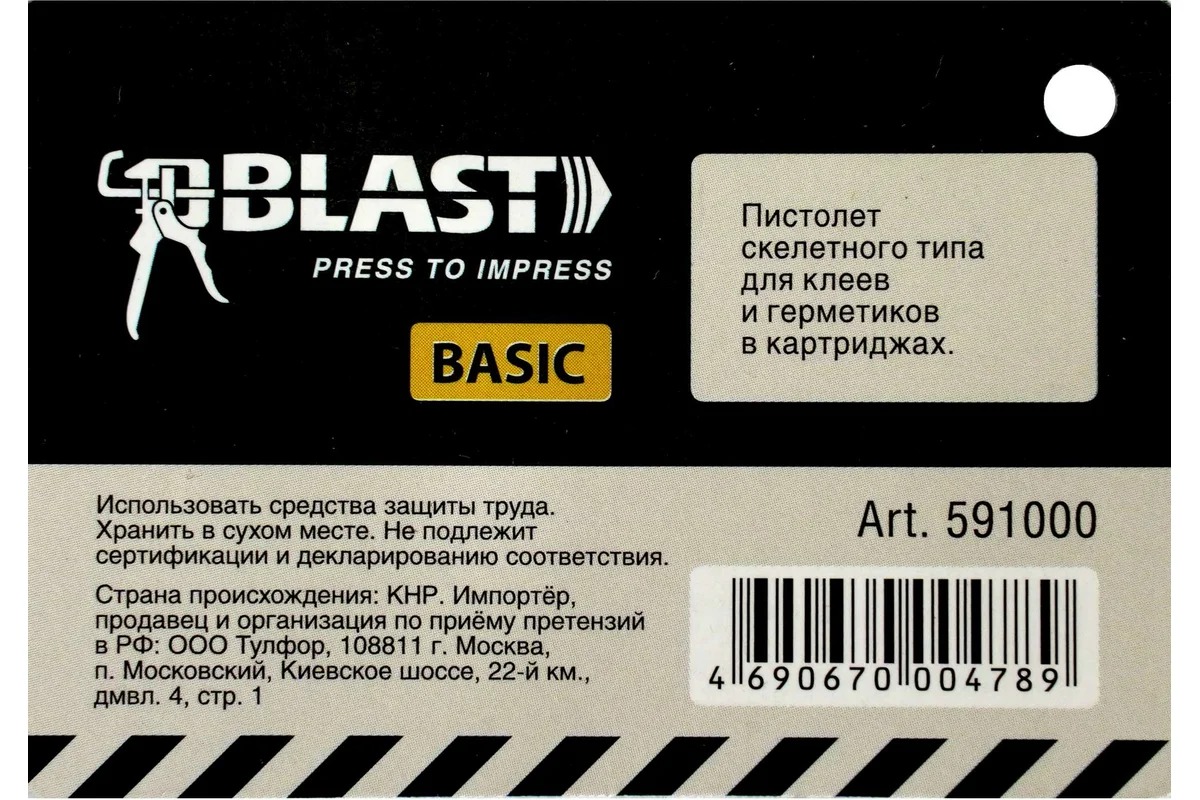 BLAST
PRESS TO IMPRESS
BASIC
Пистолет
скелетного типа
для клеев
и герметиков
в картриджах.
Использовать средства защиты труда.
Хранить в сухом месте. Не подлежит
сертификации и декларированию соответствия.
Страна происхождения: КНР. Импортёр,
продавец и организация по приёму претензий
в РФ: ООО Тулфор, 108811 г. Москва,
п. Московский, Киевское шоссе, 22-й км.,
дмвл. 4, стр. 1
Art. 591000
4 690670 004789